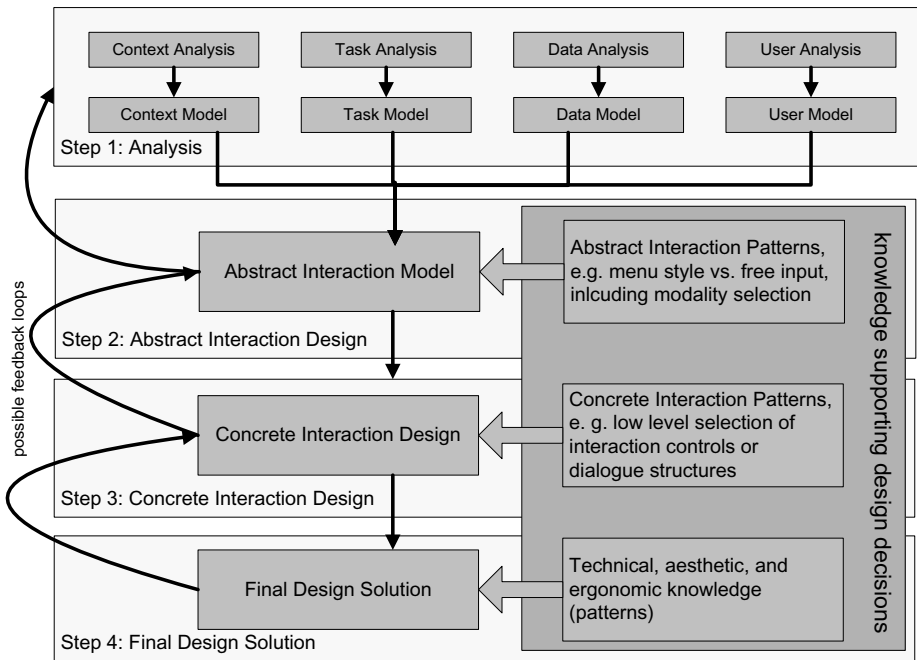 Context Analysis
Task Analysis
Data Analysis
User Analysis
Context Model
Task Model
Data Model
User Model
Step 1: Analysis
Abstract Interaction Model
Abstract Interaction Patterns,
e.g. menu style vs. free input,
inlcuding modality selection
Step 2: Abstract Interaction Design
Concrete Interaction Design
Concrete Interaction Patterns,
e. g. low level selection of
interaction controls or
dialogue structures
Step 3: Concrete Interaction Design
Final Design Solution
Technical, aesthetic, and
ergonomic knowledge
(patterns)
Step 4: Final Design Solution
possible feedback loops
knowledge supporting design decisions